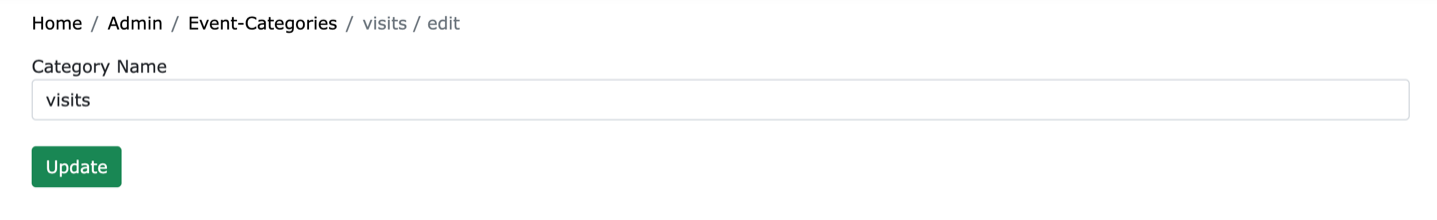 Home / Admin / Event-Categories / visits / edit
Category Name
visits
Update